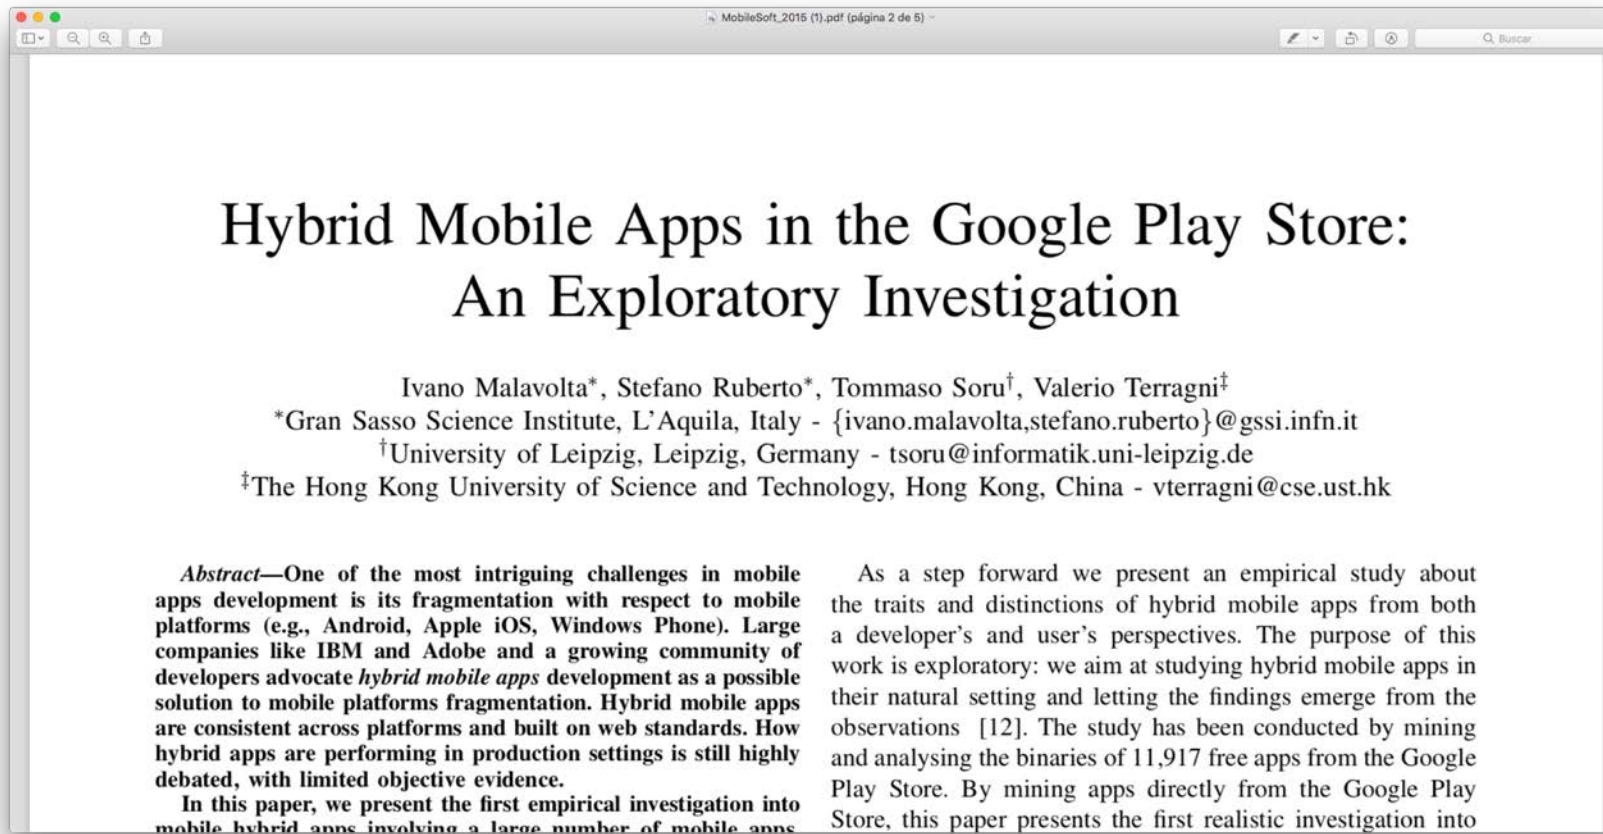 MobileSoft_2015 (1).pdf (página 2 de 5)
Buscar
Hybrid Mobile Apps in the Google Play Store:
An Exploratory Investigation
Ivano Malavolta*, Stefano Ruberto*, Tommaso Soru†, Valerio Terragni‡
*Gran Sasso Science Institute, L'Aquila, Italy - {ivano.malavolta,stefano.ruberto}@gssi.infn.it
†University of Leipzig, Leipzig, Germany - tsoru@informatik.uni-leipzig.de
‡The Hong Kong University of Science and Technology, Hong Kong, China - vterragni@cse.ust.hk
Abstract—One of the most intriguing challenges in mobile
apps development is its fragmentation with respect to mobile
platforms (e.g., Android, Apple iOS, Windows Phone). Large
companies like IBM and Adobe and a growing community of
developers advocate hybrid mobile apps development as a possible
solution to mobile platforms fragmentation. Hybrid mobile apps
are consistent across platforms and built on web standards. How
hybrid apps are performing in production settings is still highly
debated, with limited objective evidence.
In this paper, we present the first empirical investigation into
mobile hybrid apps involving a large number of mobile apps.
As a step forward we present an empirical study about
the traits and distinctions of hybrid mobile apps from both
a developer's and user's perspectives. The purpose of this
work is exploratory: we aim at studying hybrid mobile apps in
their natural setting and letting the findings emerge from the
observations [12]. The study has been conducted by mining
and analysing the binaries of 11,917 free apps from the Google
Play Store. By mining apps directly from the Google Play
Store, this paper presents the first realistic investigation into